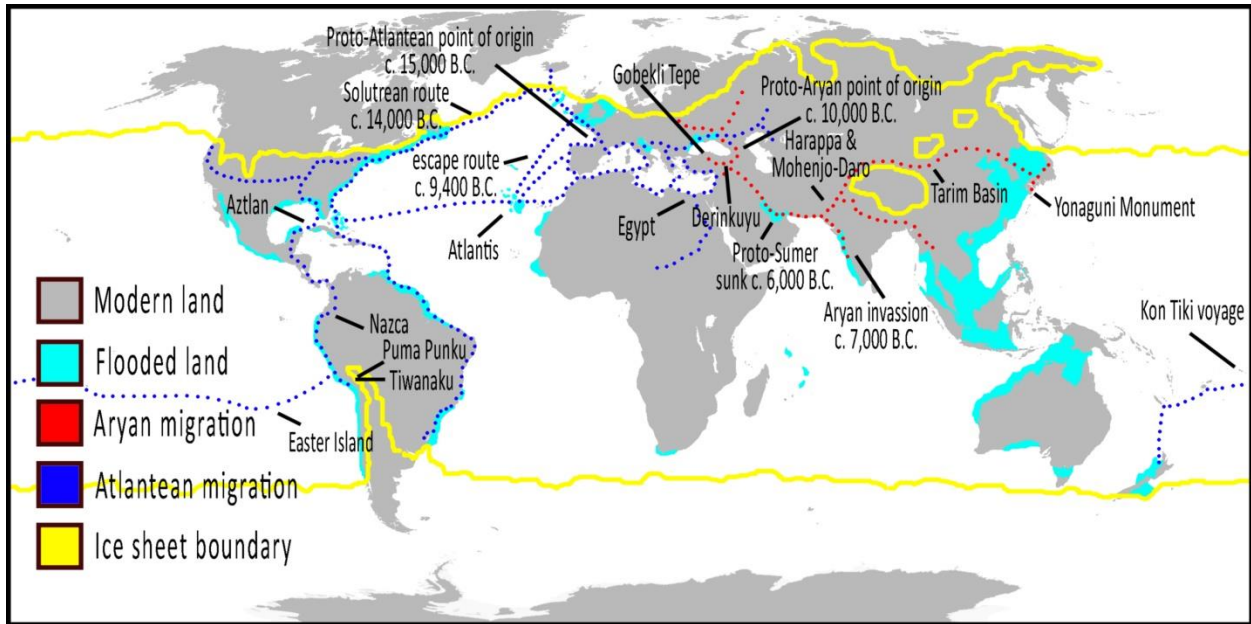 Proto-Atlantean point of origin
c. 15,000 B.C.
Solutrean route
c. 14,000 B.C.
Gobekli Tepe
Proto-Aryan point of origin
c. 10,000 B.C.
Harappa &
Mohenjo-Daro
escape route
c. 9,400 B.C.
Aztlan
Atlantis
Egypt
Derinkuyu
Tarim Basin
Yonaguni Monument
Proto-Sumer
sunk c. 6,000 B.C.
Aryan invasion
c. 7,000 B.C.
Kon Tiki voyage
Nazca
Puma Punku
Tiwanaku
Easter Island
Modern land
Flooded land
Aryan migration
Atlantean migration
Ice sheet boundary